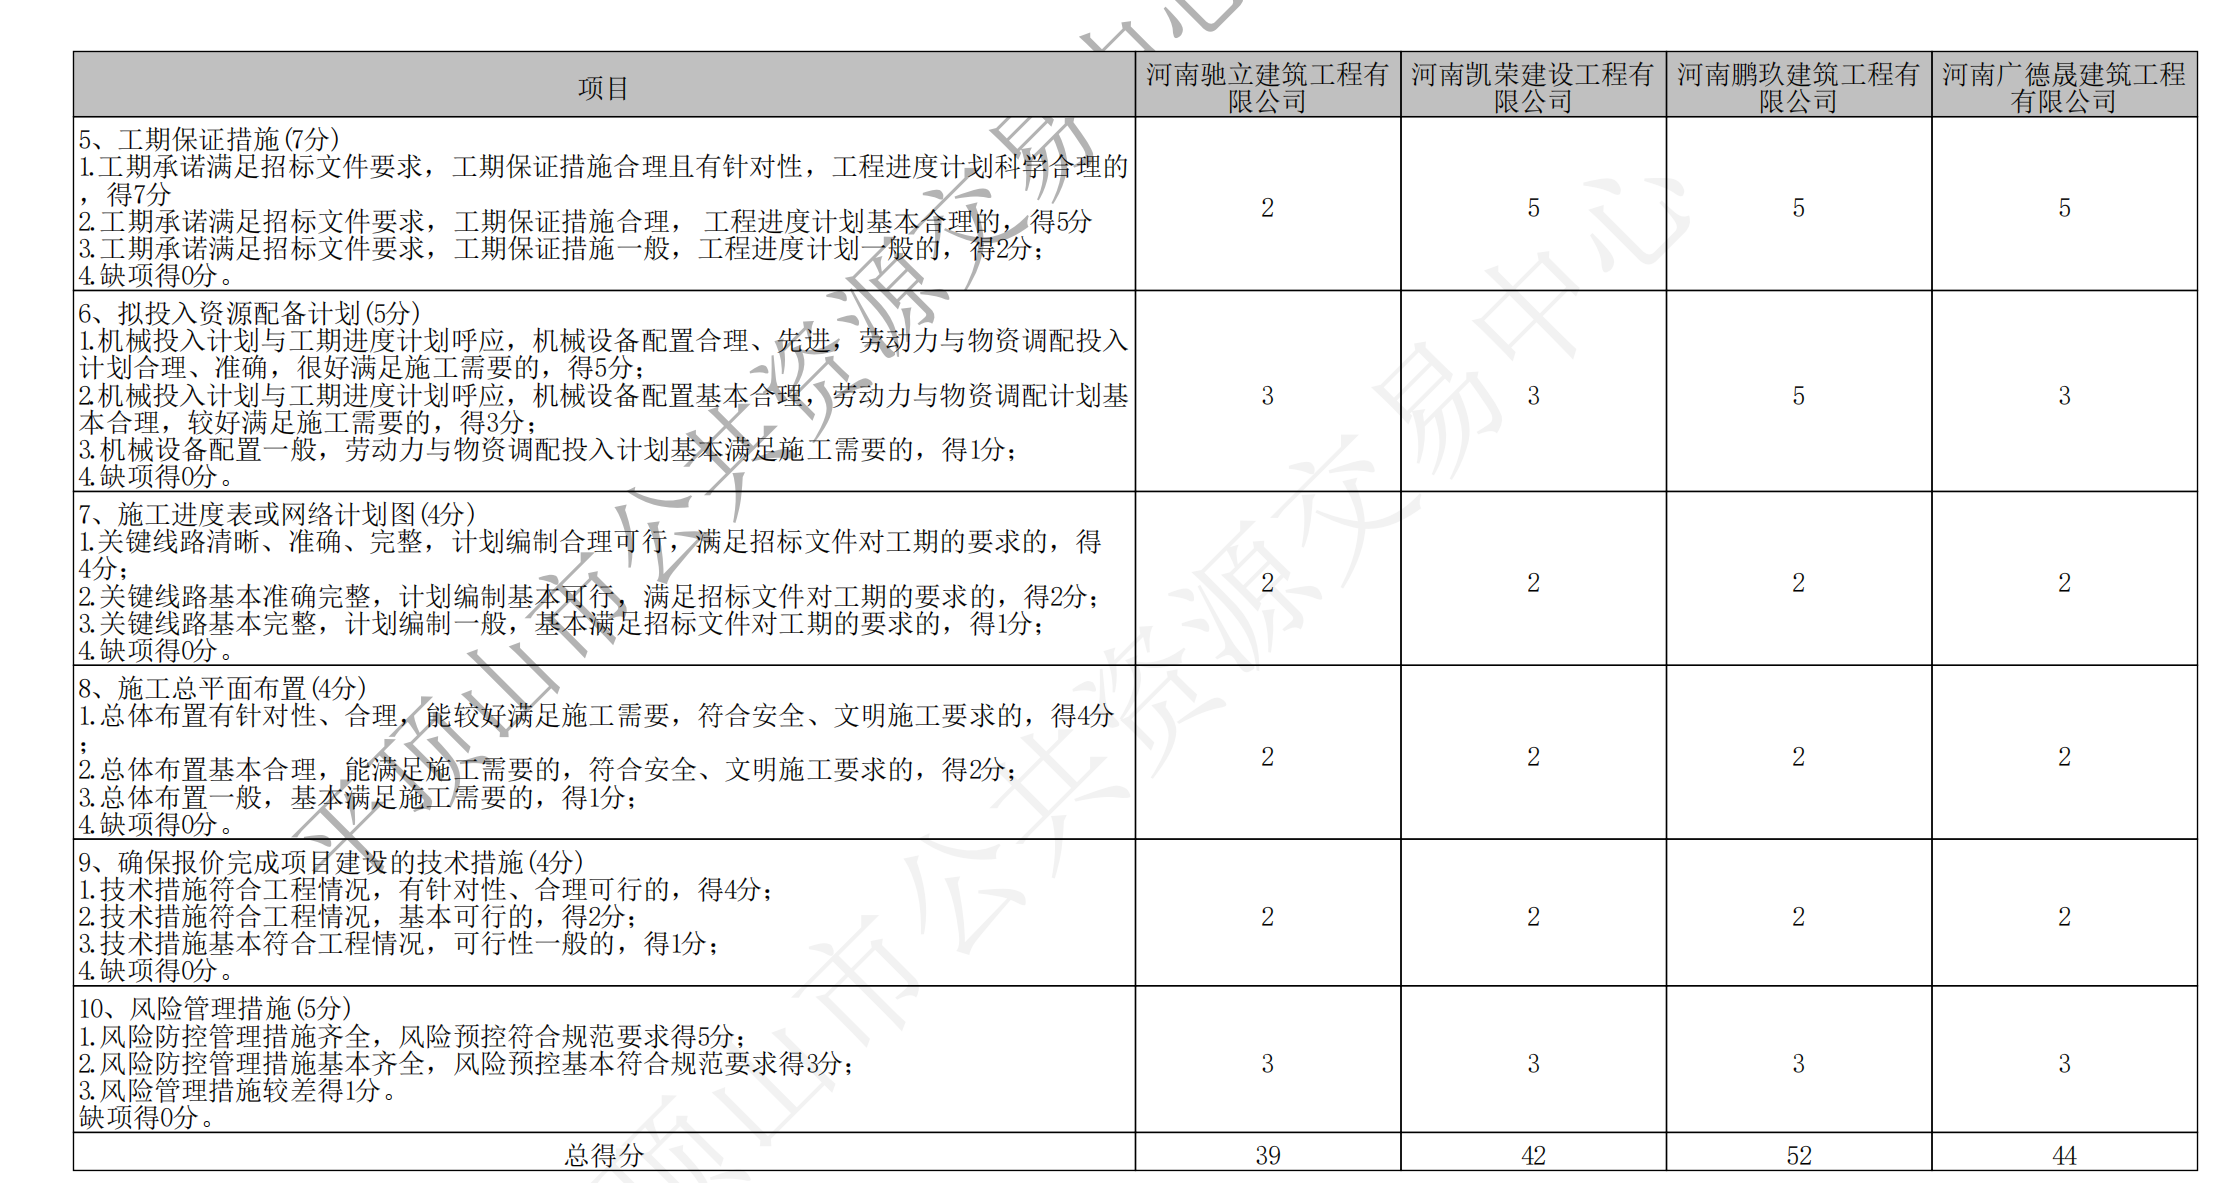 项目
河南驰立建筑工程有
限公司
河南凯荣建设工程有
限公司
河南鹏玖建筑工程有
限公司
河南广德晟建筑工程
有限公司
5、工期保证措施(7分)
1.工期承诺满足招标文件要求，工期保证措施合理且有针对性，工程进度计划科学合理的
，得7分
2.工期承诺满足招标文件要求，工期保证措施合理， 工程进度计划基本合理的，得5分
3.工期承诺满足招标文件要求，工期保证措施一般，工程进度计划一般的，得2分；
4.缺项得0分。
2
5
5
5
6、拟投入资源配备计划(5分)
1.机械投入计划与工期进度计划呼应，机械设备配置合理、先进，劳动力与物资调配投入
计划合理、准确，很好满足施工需要的，得5分；
2.机械投入计划与工期进度计划呼应，机械设备配置基本合理，劳动力与物资调配计划基
本合理，较好满足施工需要的，得3分；
3.机械设备配置一般，劳动力与物资调配投入计划基本满足施工需要的，得1分；
4.缺项得0分。
3
3
5
3
7、施工进度表或网络计划图(4分)
1.关键线路清晰、准确、完整，计划编制合理可行，满足招标文件对工期的要求的，得
4分；
2.关键线路基本准确完整，计划编制基本可行，满足招标文件对工期的要求的，得2分；
3.关键线路基本完整，计划编制一般，基本满足招标文件对工期的要求的，得1分；
4.缺项得0分。
2
2
2
2
8、施工总平面布置(4分)
1.总体布置有针对性、合理，能较好满足施工需要，符合安全、文明施工要求的，得4分
；
2.总体布置基本合理，能满足施工需要的，符合安全、文明施工要求的，得2分；
3.总体布置一般，基本满足施工需要的，得1分；
4.缺项得0分。
2
2
2
2
9、确保报价完成项目建设的技术措施(4分)
1.技术措施符合工程情况，有针对性、合理可行的，得4分；
2.技术措施符合工程情况，基本可行的，得2分；
3.技术措施基本符合工程情况，可行性一般的，得1分；
4.缺项得0分。
2
2
2
2
10、风险管理措施(5分)
1.风险防控管理措施齐全，风险预控符合规范要求得5分；
2.风险防控管理措施基本齐全，风险预控基本符合规范要求得3分；
3.风险管理措施较差得1分。
缺项得0分。
3
3
3
3
总得分
39
42
52
44
平顶山市公共资源交易中心
顶山市公共资源交易中心